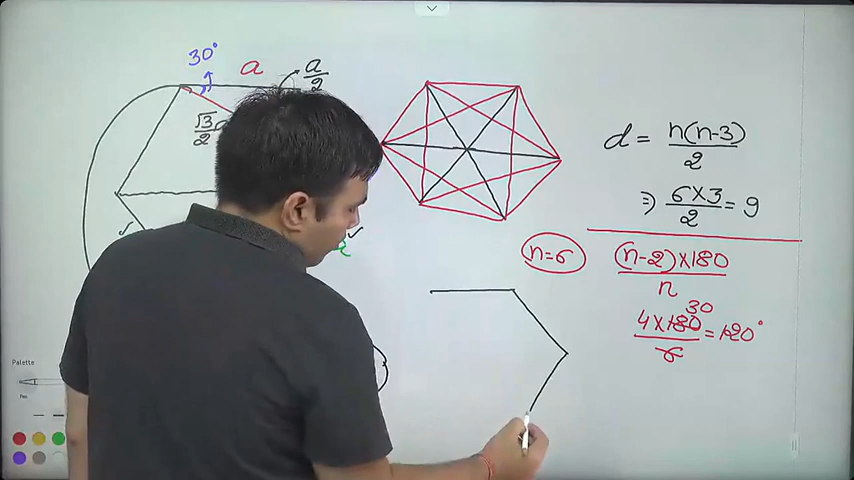 30°
a
a/2
√3/2
d = n(n-3)/2
⇒ 6×3/2 = 9
n=6
(n-2)×180/n
30
4×180/6 = 120°
Palette
Pen